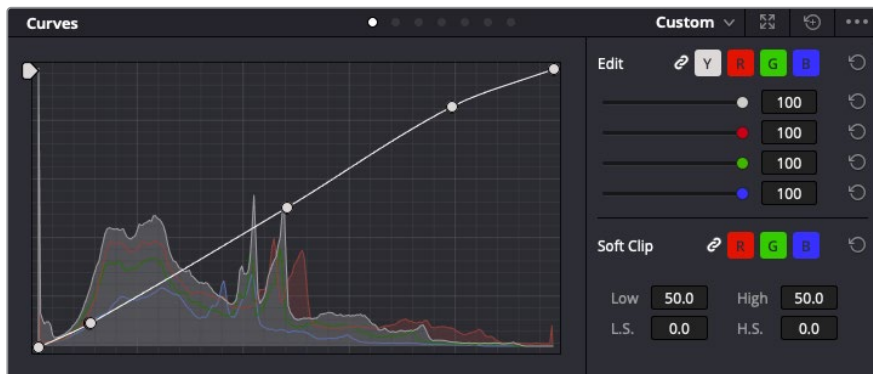 Curves
Custom
Edit Y R G B
100
100
100
100
Soft Clip R G B
Low 50.0 High 50.0
L.S. 0.0 H.S. 0.0